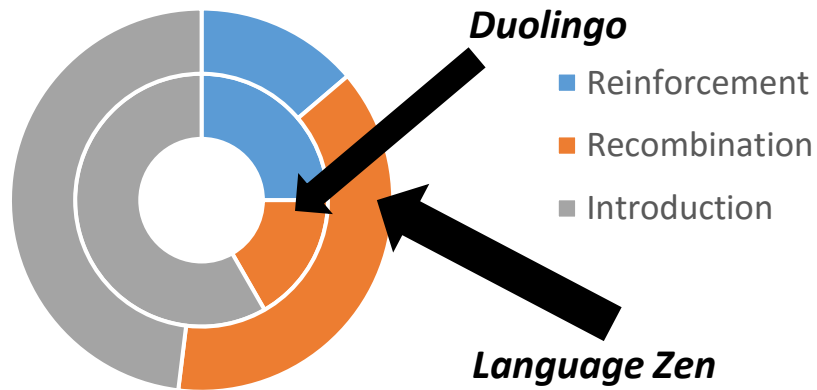 Duolingo
Reinforcement
Recombination
Introduction
Language Zen